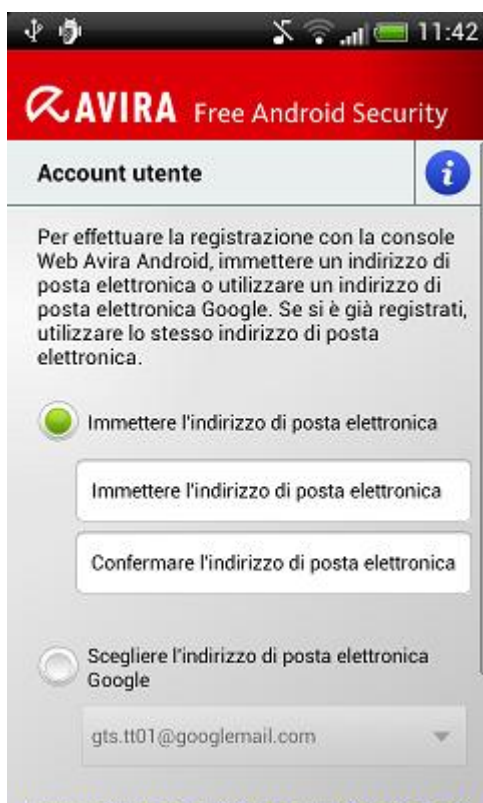 11:42
AVIRA Free Android Security
Account utente
i
Per effettuare la registrazione con la console
Web Avira Android, immettere un indirizzo di
posta elettronica o utilizzare un indirizzo di
posta elettronica Google. Se si è già registrati,
utilizzare lo stesso indirizzo di posta
elettronica.
Immettere l'indirizzo di posta elettronica
Immettere l'indirizzo di posta elettronica
Confermare l'indirizzo di posta elettronica
Scegliere l'indirizzo di posta elettronica
Google
gts.tt01@googlemail.com